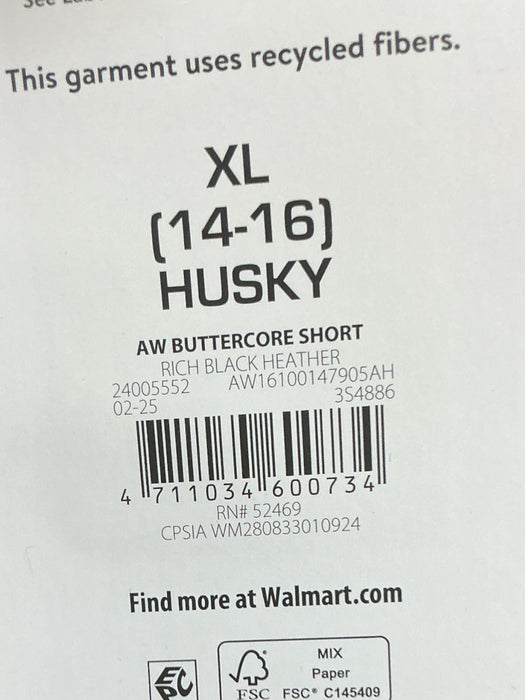 This garment uses recycled fibers.
XL
(14-16)
HUSKY
AW BUTTERCORE SHORT
RICH BLACK HEATHER
24005552 AW16100147905AH
02-25 3S4886
4 711034 600734
RN# 52469
CPSIA WM280833010924
Find more at Walmart.com
MIX
Paper
FSC FSC® C145409